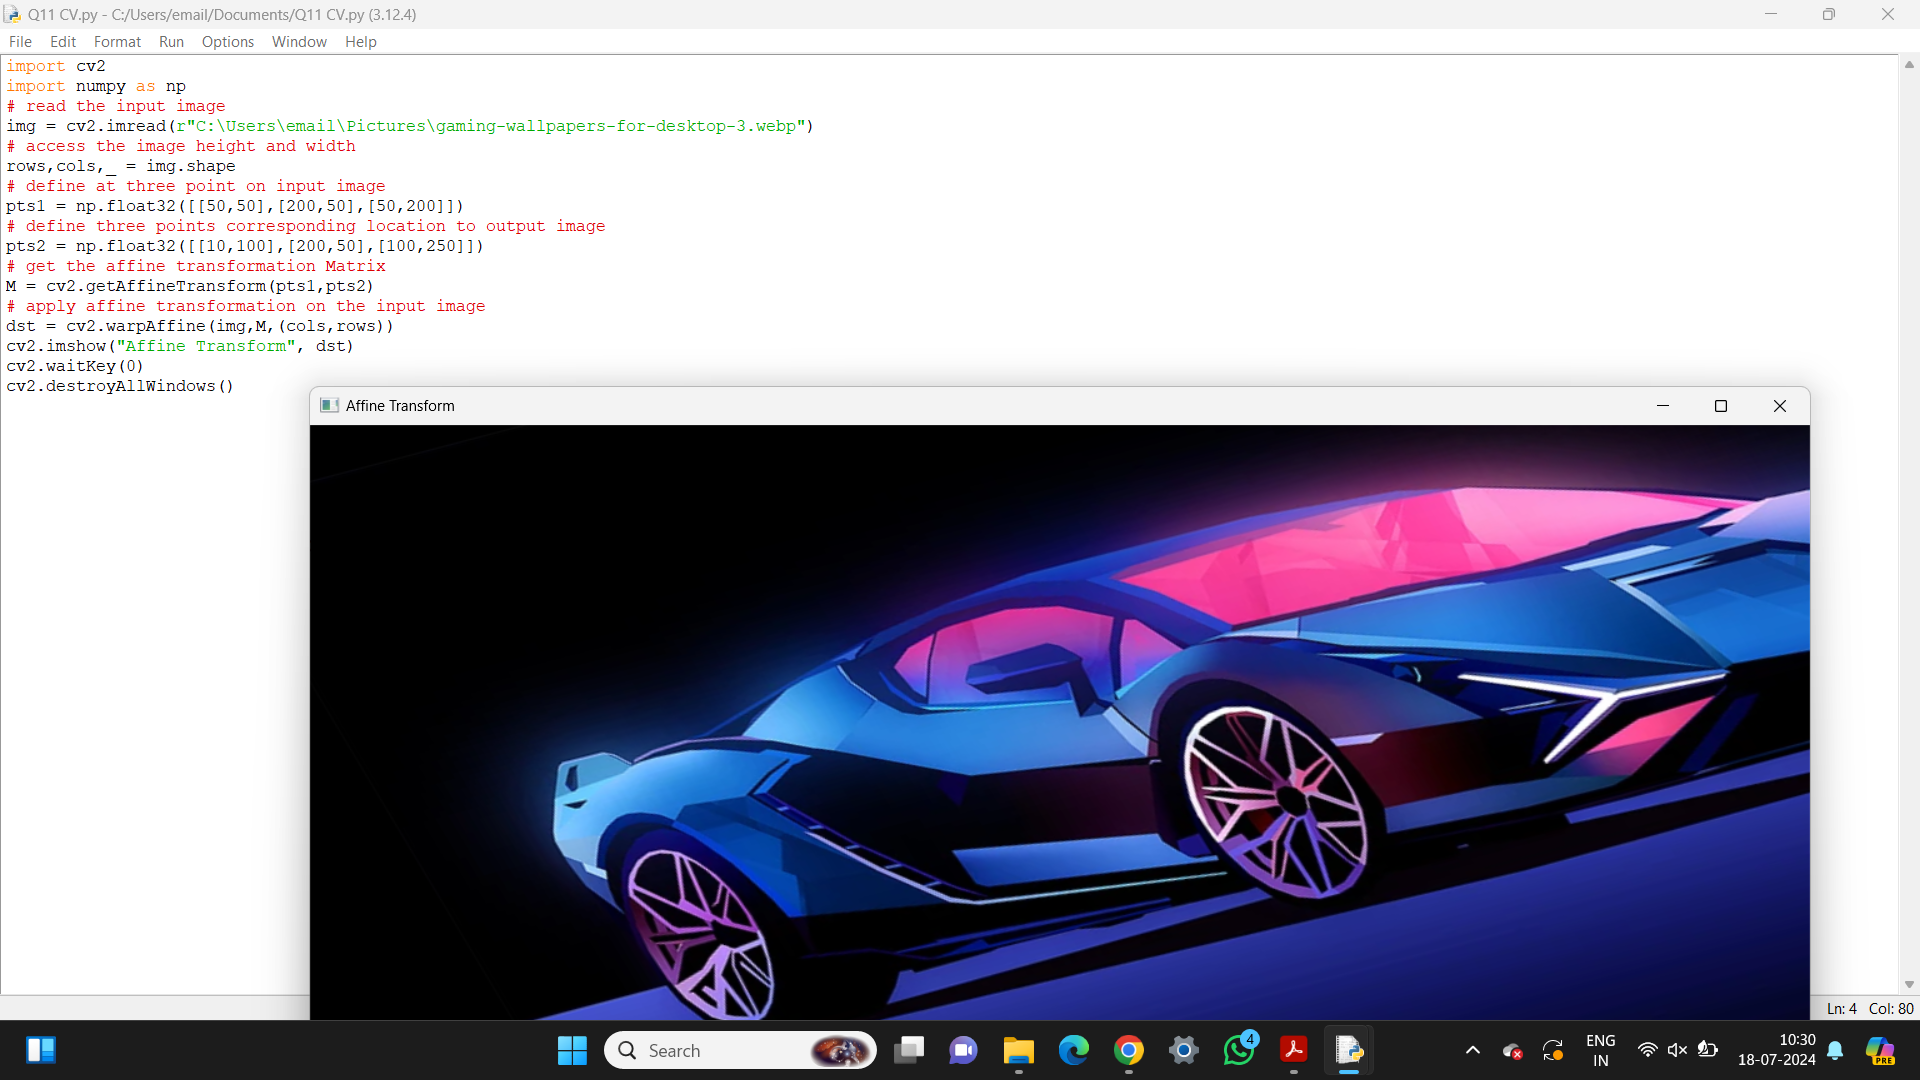 Q11 CV.py - C:/Users/email/Documents/Q11 CV.py (3.12.4)
File Edit Format Run Options Window Help
import cv2
import numpy as np
# read the input image
img = cv2.imread(r"C:\Users\email\Pictures\gaming-wallpapers-for-desktop-3.webp")
# access the image height and width
rows,cols,_ = img.shape
# define at three point on input image
pts1 = np.float32([[50,50],[200,50],[50,200]])
# define three points corresponding location to output image
pts2 = np.float32([[10,100],[200,50],[100,250]])
# get the affine transformation Matrix
M = cv2.getAffineTransform(pts1,pts2)
# apply affine transformation on the input image
dst = cv2.warpAffine(img,M,(cols,rows))
cv2.imshow("Affine Transform", dst)
cv2.waitKey(0)
cv2.destroyAllWindows()
Affine Transform
Ln: 4 Col: 80
Search
4
ENG
IN
10:30
18-07-2024
PRE